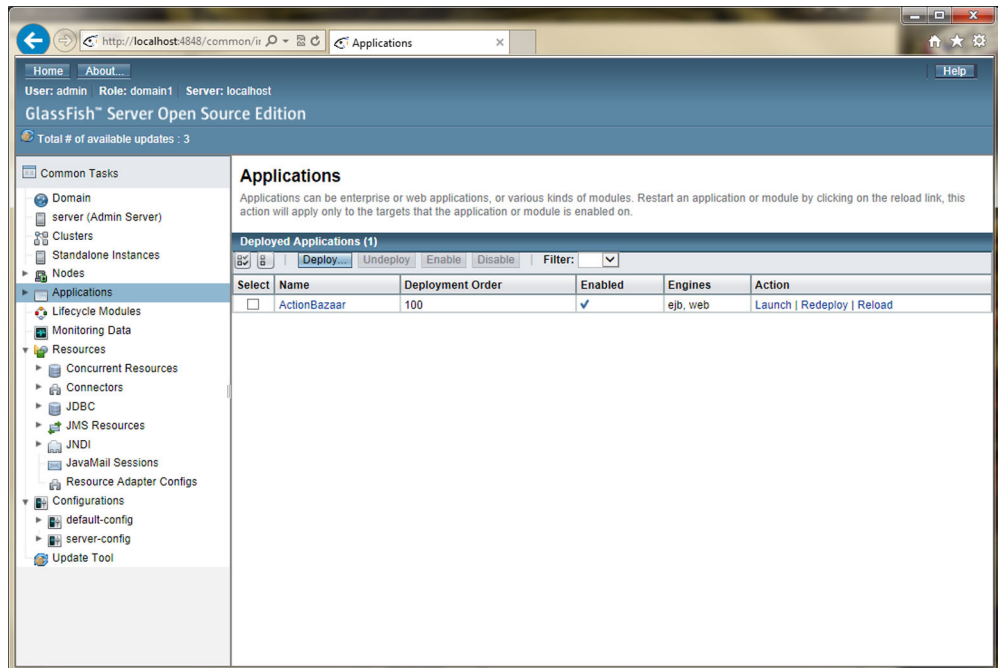 http://localhost:4848/common/ir
Applications
Home About...
Help
User: admin Role: domain1 Server: localhost
GlassFish™ Server Open Source Edition
Total # of available updates : 3
Common Tasks
Domain
server (Admin Server)
Clusters
Standalone Instances
Nodes
Applications
Lifecycle Modules
Monitoring Data
Resources
Concurrent Resources
Connectors
JDBC
JMS Resources
JNDI
JavaMail Sessions
Resource Adapter Configs
Configurations
default-config
server-config
Update Tool
Applications
Applications can be enterprise or web applications, or various kinds of modules. Restart an application or module by clicking on the reload link, this
action will apply only to the targets that the application or module is enabled on.
Deployed Applications (1)
Deploy... Undeploy Enable Disable Filter:
Select Name Deployment Order Enabled Engines Action
ActionBazaar 100 ejb, web Launch | Redeploy | Reload